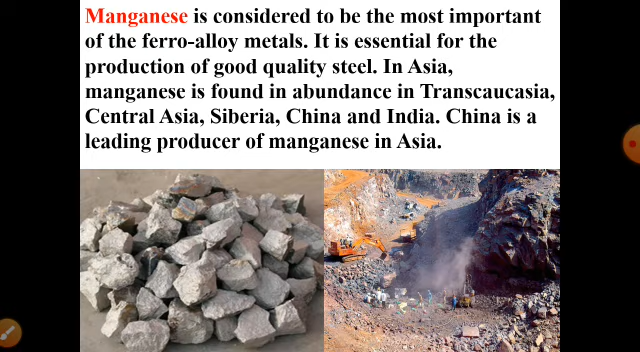 Manganese is considered to be the most important
of the ferro-alloy metals. It is essential for the
production of good quality steel. In Asia,
manganese is found in abundance in Transcaucasia,
Central Asia, Siberia, China and India. China is a
leading producer of manganese in Asia.